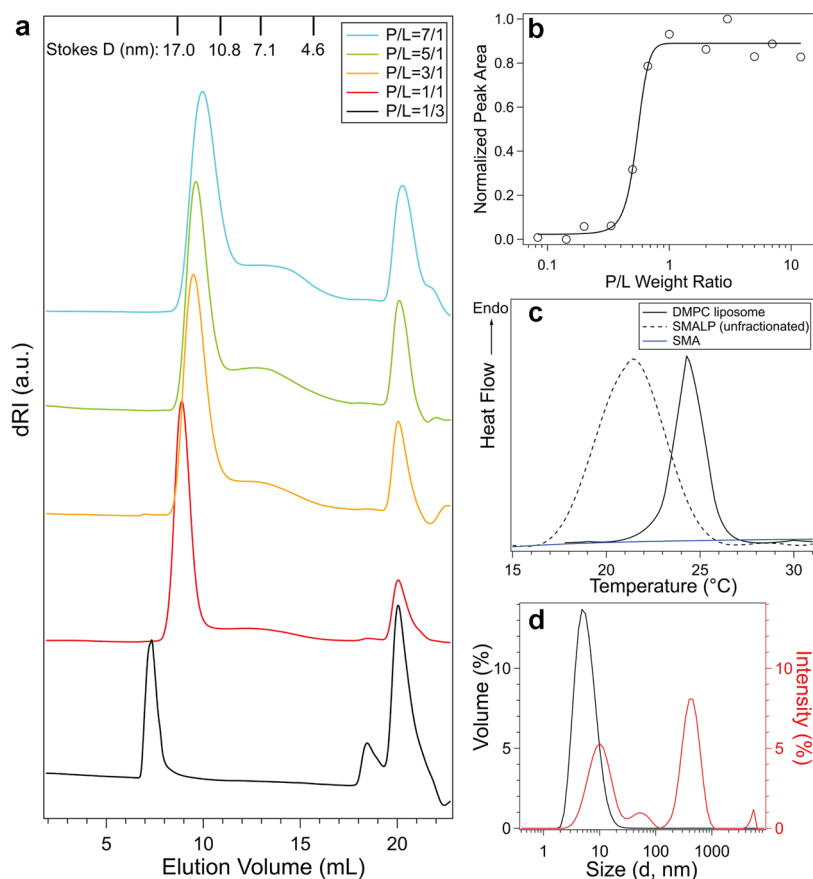 a
Stokes D (nm): 17.0 10.8 7.1 4.6
P/L=7/1
P/L=5/1
P/L=3/1
P/L=1/1
P/L=1/3
dRI (a.u.)
5 10 15 20
Elution Volume (mL)
b
Normalized Peak Area
1.0
0.8
0.6
0.4
0.2
0.0
0.1 1 10
P/L Weight Ratio
c
Endo
Heat Flow
DMPC liposome
SMALP (unfractionated)
SMA
15 20 25 30
Temperature (°C)
d
Volume (%)
10
5
0
Intensity (%)
10
5
0
1 10 100 1000
Size (d, nm)